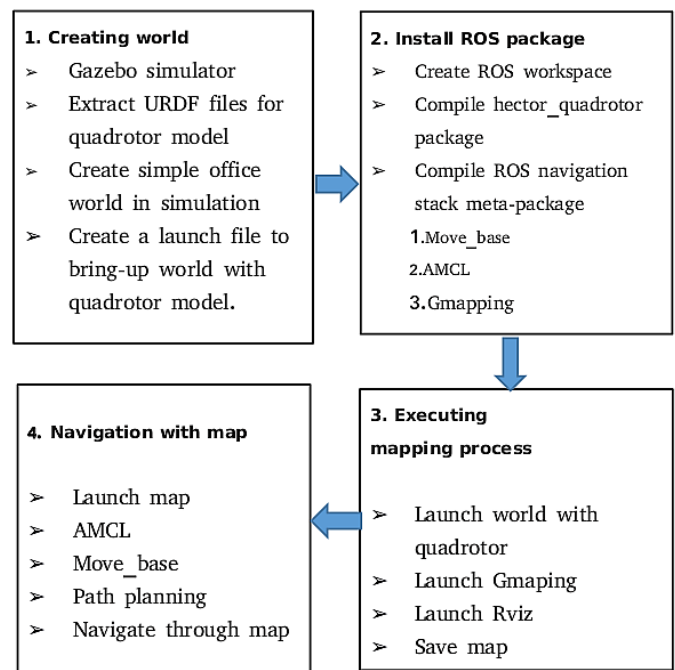 1. Creating world
➢ Gazebo simulator
➢ Extract URDF files for
quadrotor model
➢ Create simple office
world in simulation
➢ Create a launch file to
bring-up world with
quadrotor model.
2. Install ROS package
➢ Create ROS workspace
➢ Compile hector_quadrotor
package
➢ Compile ROS navigation
stack meta-package
1.Move_base
2.AMCL
3.Gmapping
3. Executing
mapping process
➢ Launch world with
quadrotor
➢ Launch Gmaping
➢ Launch Rviz
➢ Save map
4. Navigation with map
➢ Launch map
➢ AMCL
➢ Move_base
➢ Path planning
➢ Navigate through map